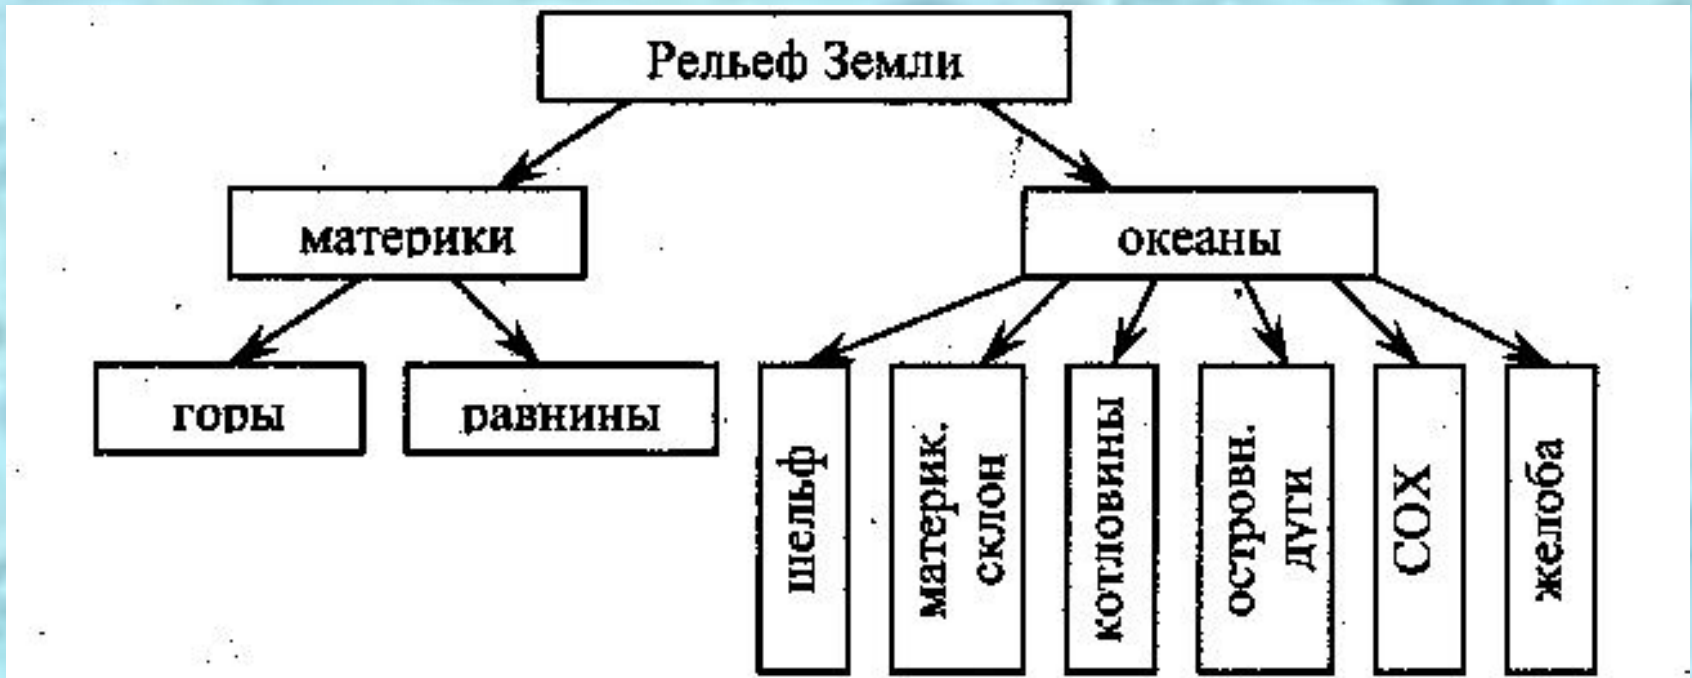 Рельеф Земли
материки
океаны
горы
равнины
шельф
материк.
склон
котловины
островн.
дуги
СОХ
желоба